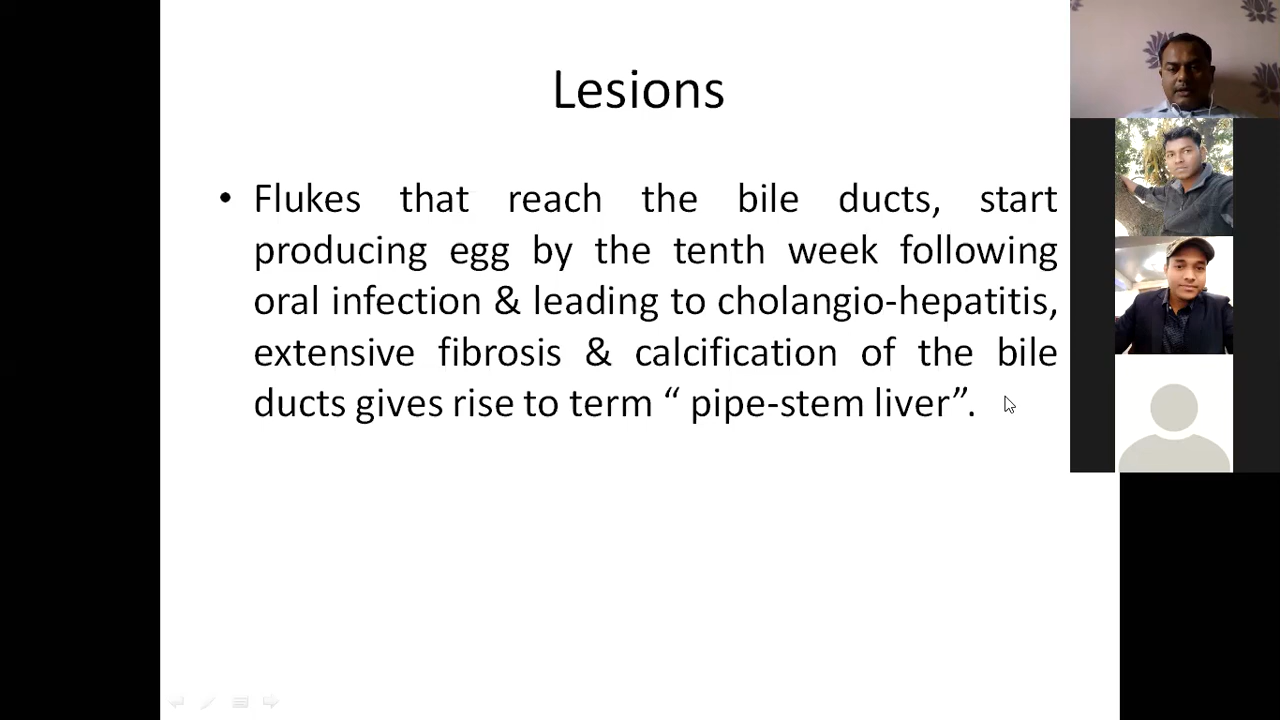 Lesions
• Flukes that reach the bile ducts, start
producing egg by the tenth week following
oral infection & leading to cholangio-hepatitis,
extensive fibrosis & calcification of the bile
ducts gives rise to term “ pipe-stem liver”.